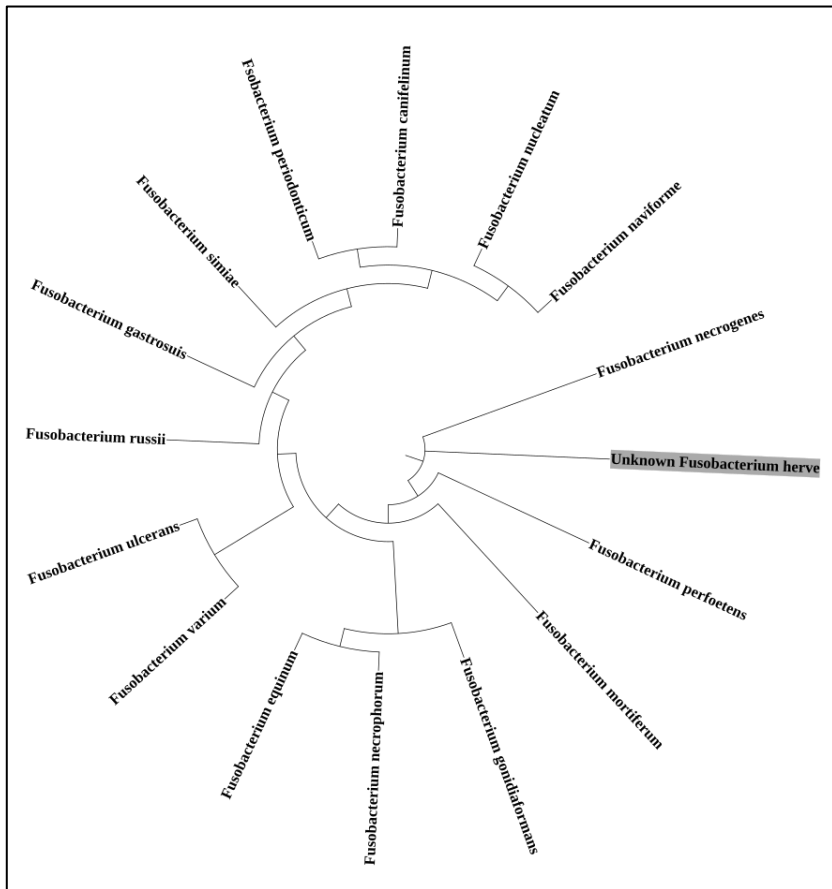 Fsobacterium periodonticum
Fusobacterium canifelinum
Fusobacterium nucleatum
Fusobacterium naviforme
Fusobacterium necrogenes
Unknown Fusobacterium herve
Fusobacterium perfoetens
Fusobacterium mortiferum
Fusobacterium gonidiaformans
Fusobacterium necrophorum
Fusobacterium equinum
Fusobacterium varium
Fusobacterium ulcerans
Fusobacterium russii
Fusobacterium gastrosuis
Fusobacterium simiae